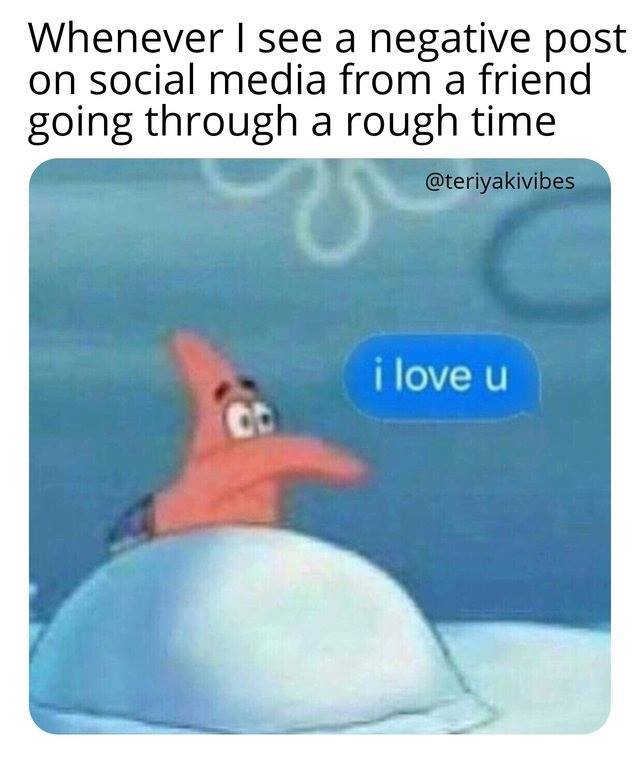 Whenever I see a negative post
on social media from a friend
going through a rough time
@teriyakivibes
i love u